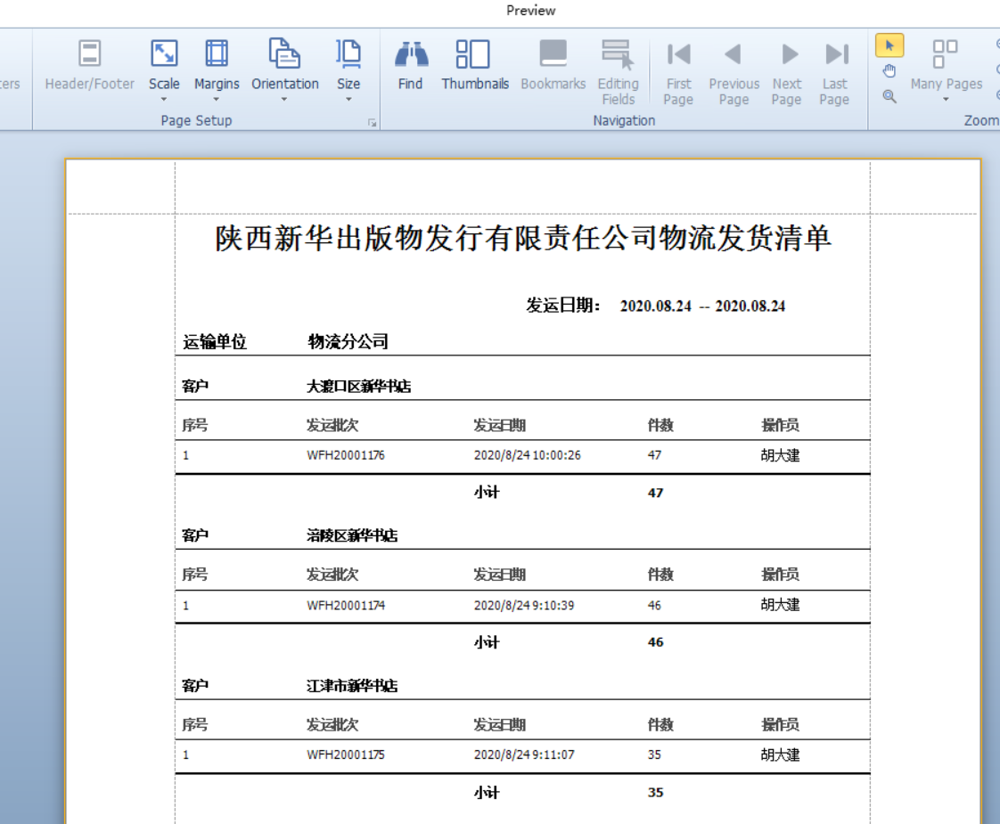 Preview
ers Header/Footer Scale Margins Orientation Size Find Thumbnails Bookmarks Editing Fields First Page Previous Page Next Page Last Page Many Pages
Page Setup Navigation Zoom
陕西新华出版物发行有限责任公司物流发货清单
发运日期： 2020.08.24 -- 2020.08.24
运输单位 物流分公司
客户 大渡口区新华书店
序号 发运批次 发运日期 件数 操作员
1 WFH20001176 2020/8/24 10:00:26 47 胡大建
小计 47
客户 涪陵区新华书店
序号 发运批次 发运日期 件数 操作员
1 WFH20001174 2020/8/24 9:10:39 46 胡大建
小计 46
客户 江津市新华书店
序号 发运批次 发运日期 件数 操作员
1 WFH20001175 2020/8/24 9:11:07 35 胡大建
小计 35